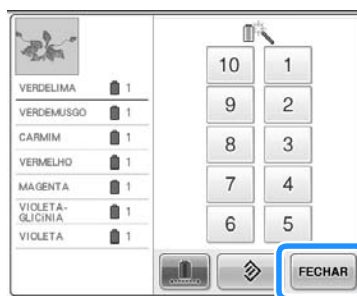 VERDELIMA 1
VERDEMUSGO 1
CARMIM 1
VERMELHO 1
MAGENTA 1
VIOLETA-
GLICíNIA 1
VIOLETA 1
10 1
9 2
8 3
7 4
6 5
FECHAR